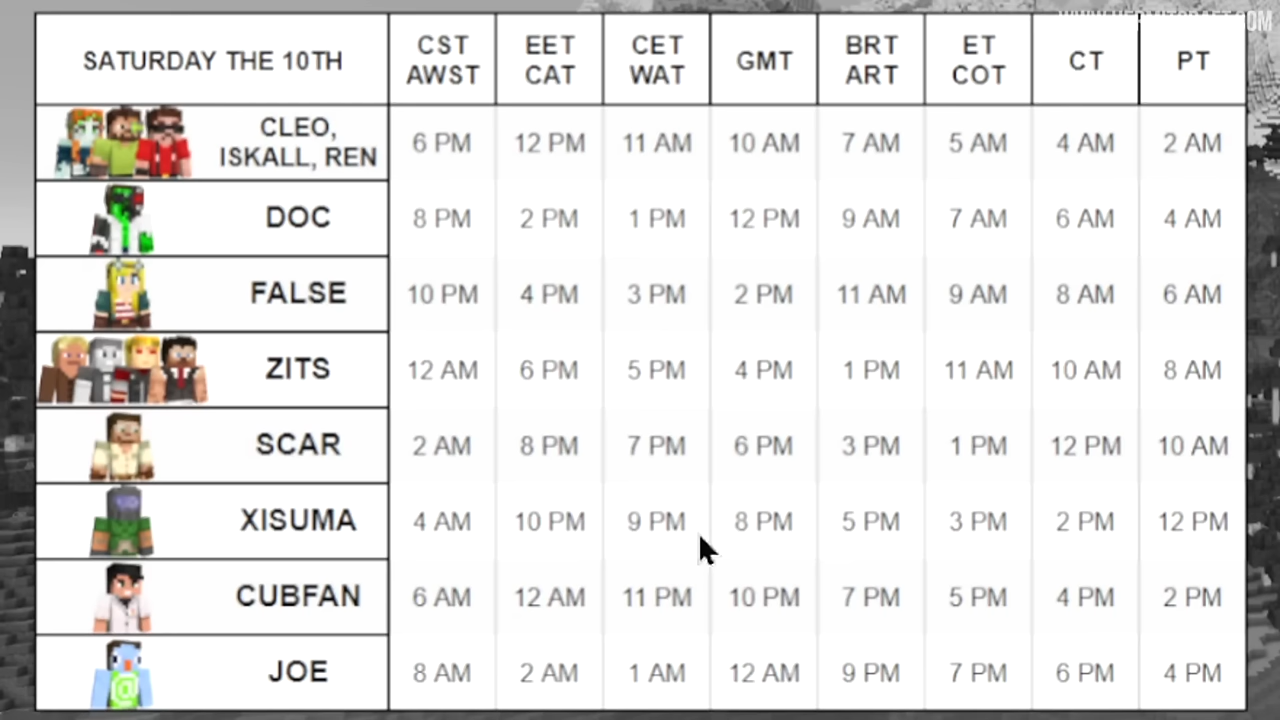 SATURDAY THE 10TH
CST AWST
EET CAT
CET WAT
GMT
BRT ART
ET COT
CT
PT
CLEO, ISKALL, REN 6 PM 12 PM 11 AM 10 AM 7 AM 5 AM 4 AM 2 AM
DOC 8 PM 2 PM 1 PM 12 PM 9 AM 7 AM 6 AM 4 AM
FALSE 10 PM 4 PM 3 PM 2 PM 11 AM 9 AM 8 AM 6 AM
ZITS 12 AM 6 PM 5 PM 4 PM 1 PM 11 AM 10 AM 8 AM
SCAR 2 AM 8 PM 7 PM 6 PM 3 PM 1 PM 12 PM 10 AM
XISUMA 4 AM 10 PM 9 PM 8 PM 5 PM 3 PM 2 PM 12 PM
CUBFAN 6 AM 12 AM 11 PM 10 PM 7 PM 5 PM 4 PM 2 PM
JOE 8 AM 2 AM 1 AM 12 AM 9 PM 7 PM 6 PM 4 PM